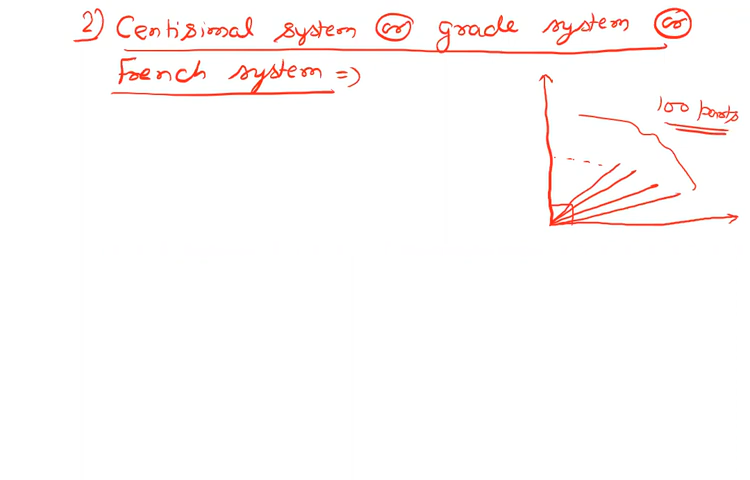 2) Centisimal system or grade system or
French system =>
100 parts